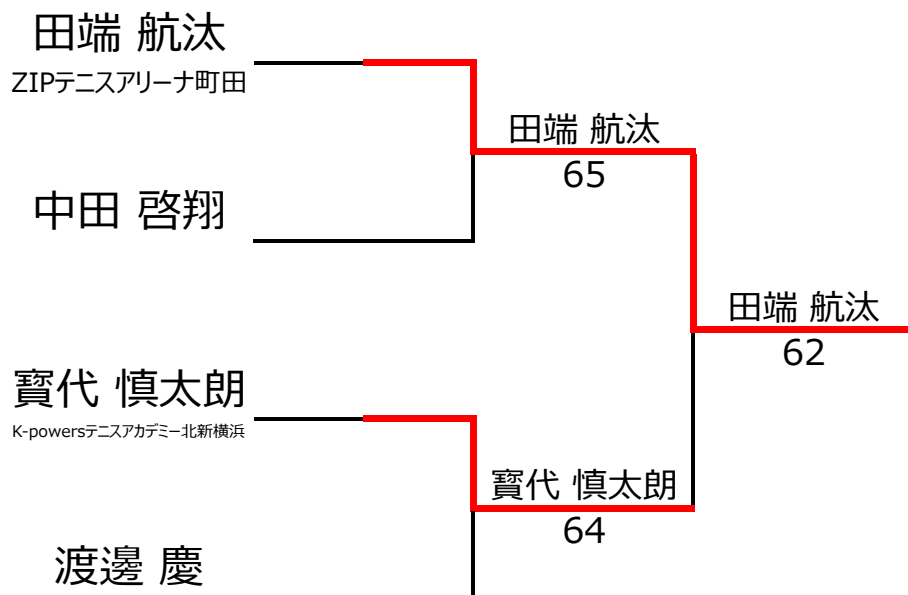 田端 航汰
ZIPテニスアリーナ町田
田端 航汰
65
中田 啓翔
田端 航汰
62
寳代 慎太朗
K-powersテニスアカデミー北新横浜
寳代 慎太朗
64
渡邊 慶